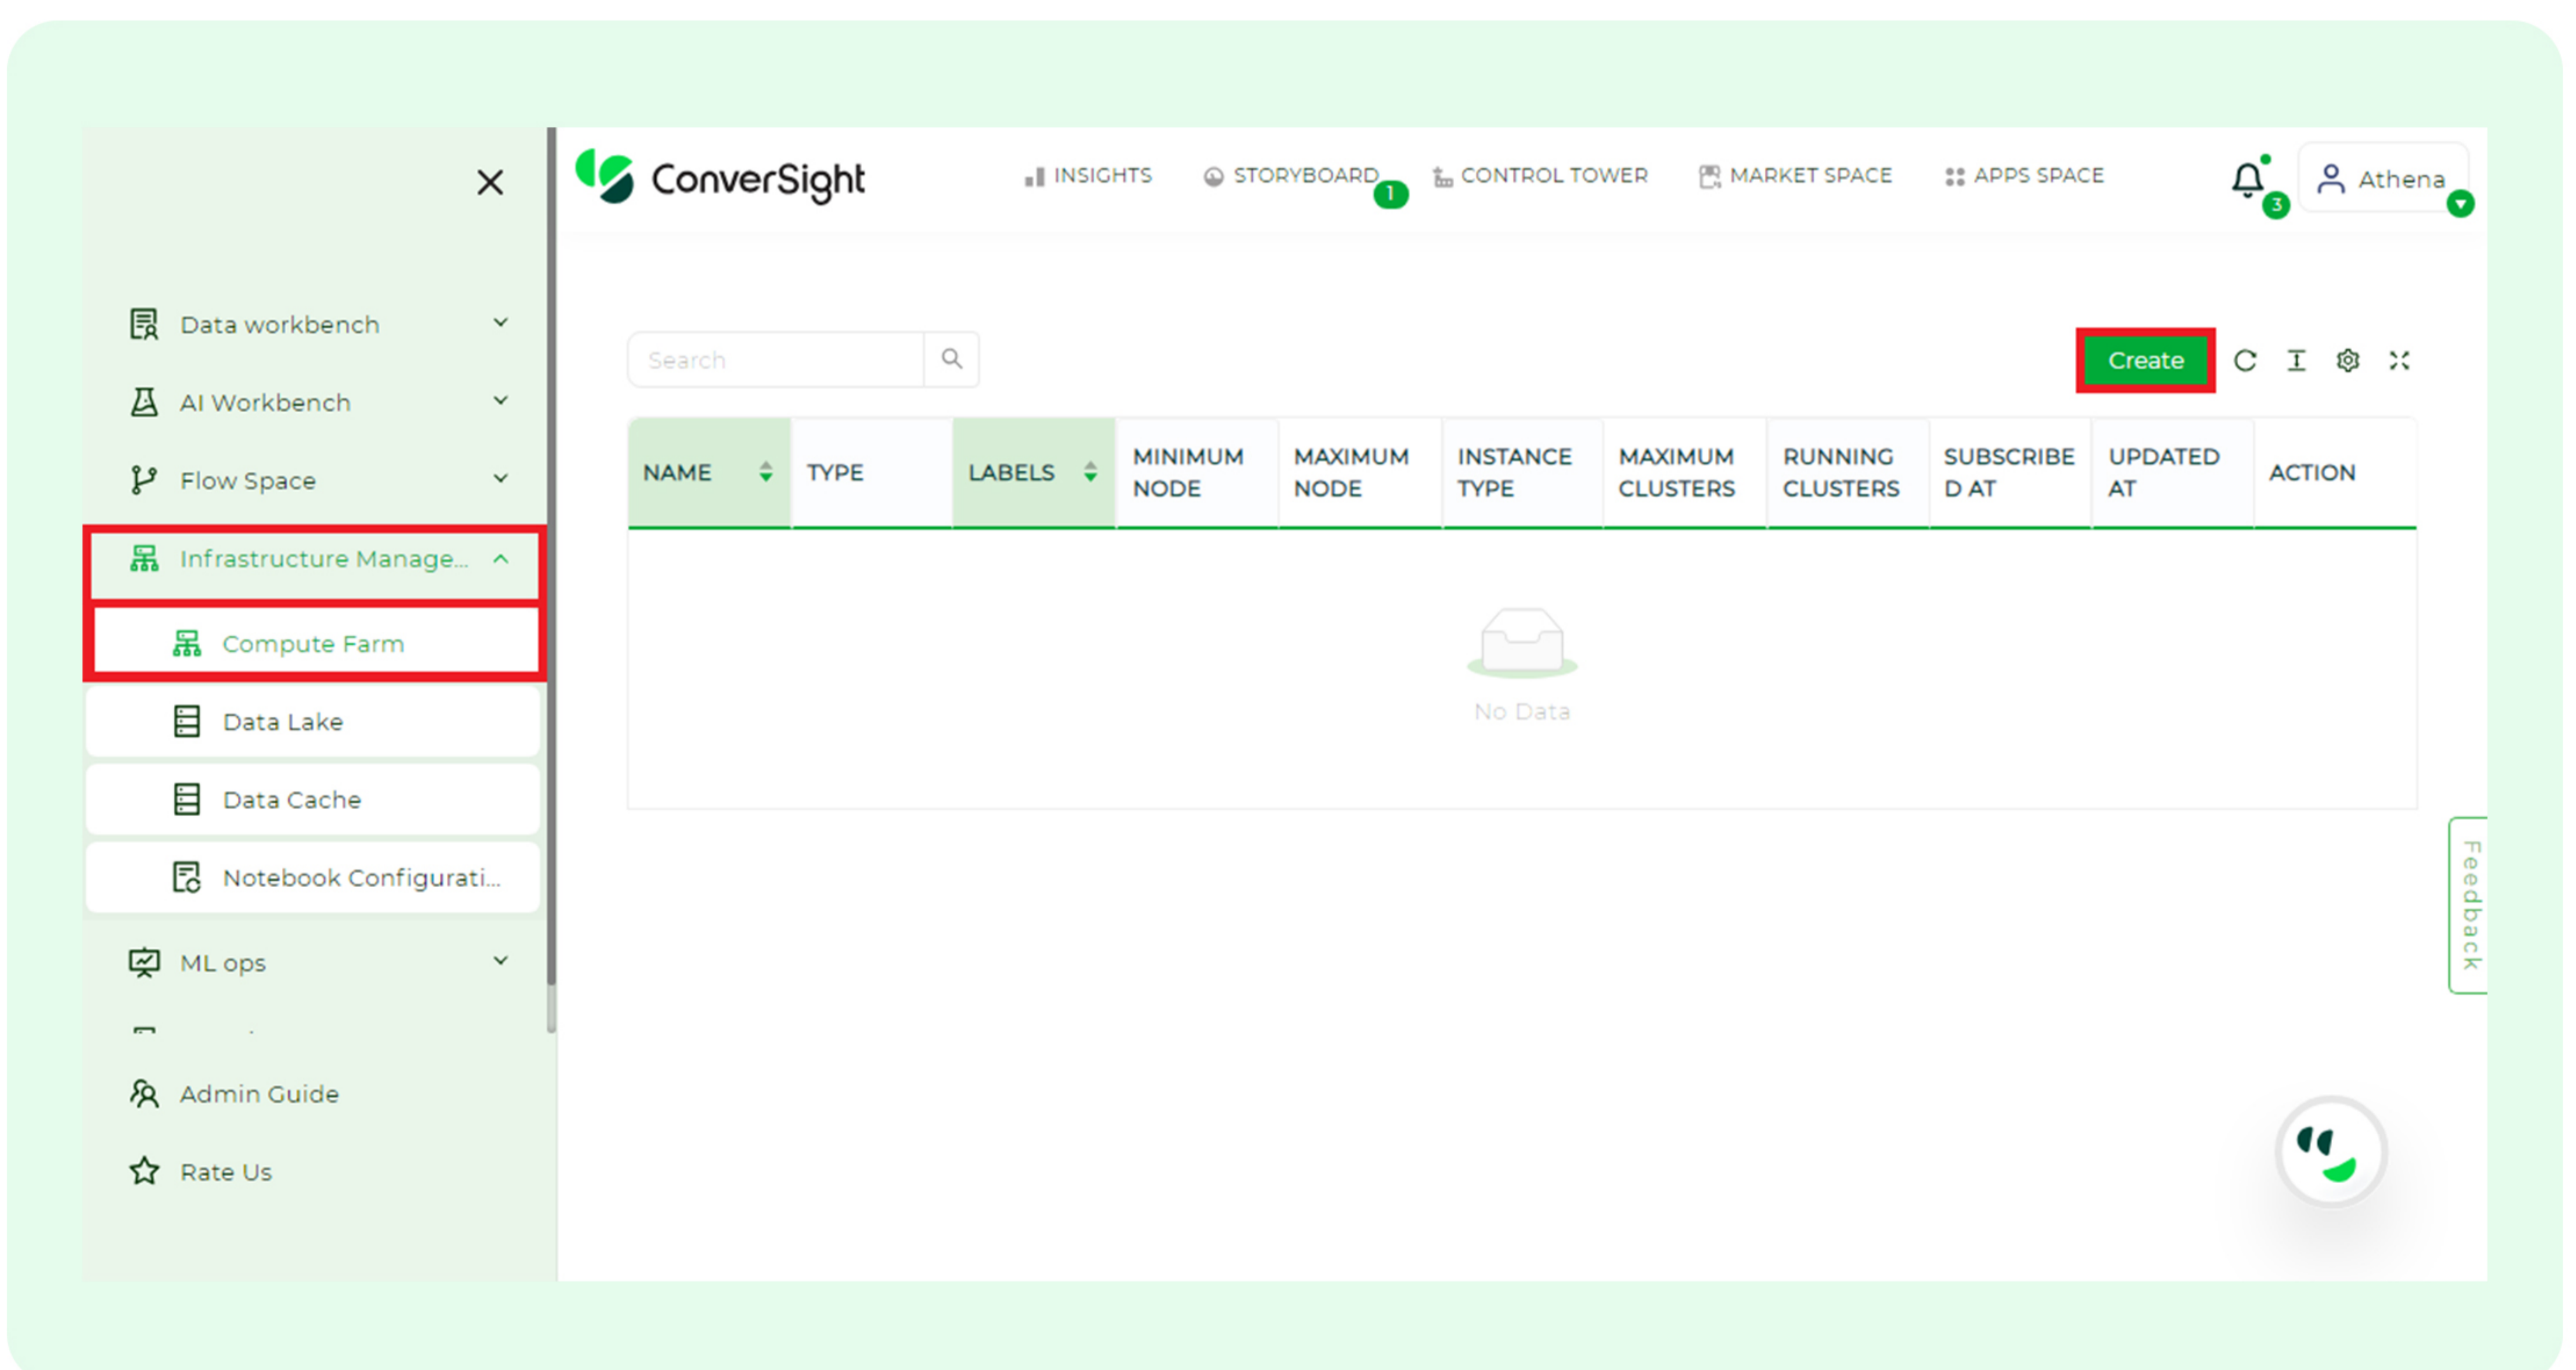 ConverSight
INSIGHTS
STORYBOARD
1
CONTROL TOWER
MARKET SPACE
APPS SPACE
3
Athena
Data workbench
AI Workbench
Flow Space
Infrastructure Manage...
Compute Farm
Data Lake
Data Cache
Notebook Configurati...
ML ops
Admin Guide
Rate Us
Search
Create
NAME
TYPE
LABELS
MINIMUM
NODE
MAXIMUM
NODE
INSTANCE
TYPE
MAXIMUM
CLUSTERS
RUNNING
CLUSTERS
SUBSCRIBE
D AT
UPDATED
AT
ACTION
No Data
Feedback